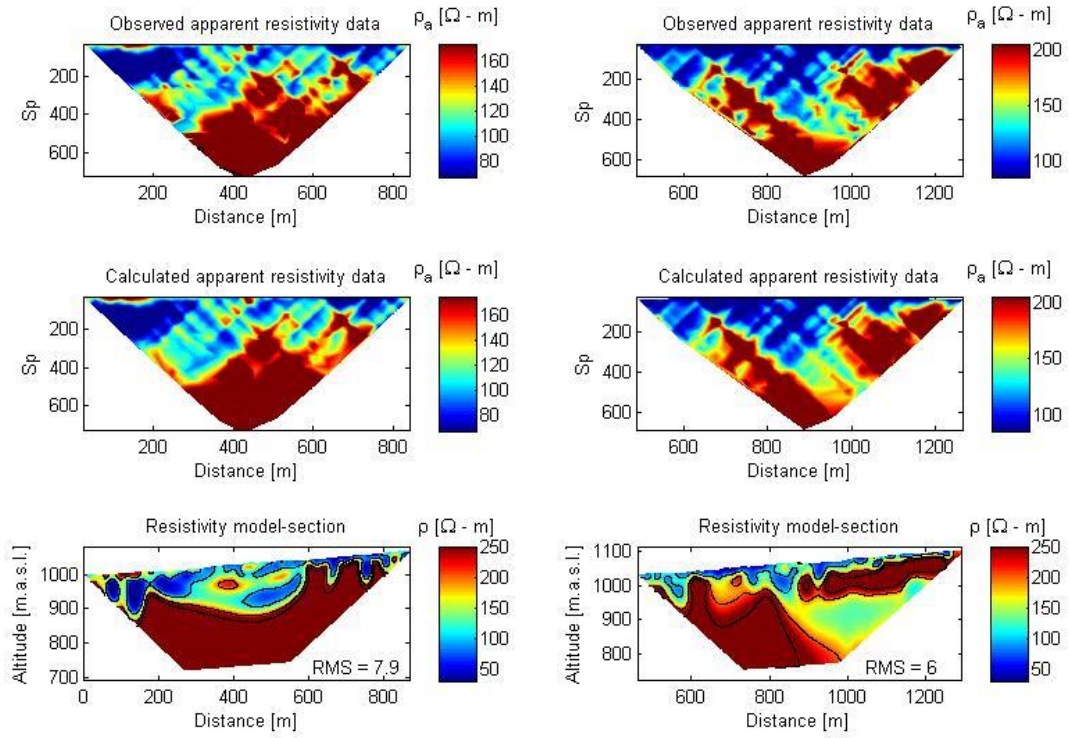 Observed apparent resistivity data
ρa [Ω - m]
Sp
200
400
600
160
140
120
100
80
200 400 600 800
Distance [m]
Observed apparent resistivity data
ρa [Ω - m]
Sp
200
400
600
200
150
100
600 800 1000 1200
Distance [m]
Calculated apparent resistivity data
ρa [Ω - m]
Sp
200
400
600
160
140
120
100
80
200 400 600 800
Distance [m]
Calculated apparent resistivity data
ρa [Ω - m]
Sp
200
400
600
200
150
100
600 800 1000 1200
Distance [m]
Resistivity model-section
ρ [Ω - m]
Altitude [m.a.s.l.]
1000
900
800
700
250
200
150
100
50
RMS = 7,9
0 200 400 600 800
Distance [m]
Resistivity model-section
ρ [Ω - m]
Altitude [m.a.s.l.]
1100
1000
900
800
250
200
150
100
50
RMS = 6
600 800 1000 1200
Distance [m]